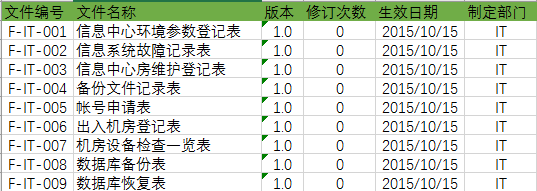 文件编号 文件名称 版本 修订次数 生效日期 制定部门
F-IT-001 信息中心环境参数登记表 1.0 0 2015/10/15 IT
F-IT-002 信息系统故障记录表 1.0 0 2015/10/15 IT
F-IT-003 信息中心房维护登记表 1.0 0 2015/10/15 IT
F-IT-004 备份文件记录表 1.0 0 2015/10/15 IT
F-IT-005 帐号申请表 1.0 0 2015/10/15 IT
F-IT-006 出入机房登记表 1.0 0 2015/10/15 IT
F-IT-007 机房设备检查一览表 1.0 0 2015/10/15 IT
F-IT-008 数据库备份表 1.0 0 2015/10/15 IT
F-IT-009 数据库恢复表 1.0 0 2015/10/15 IT